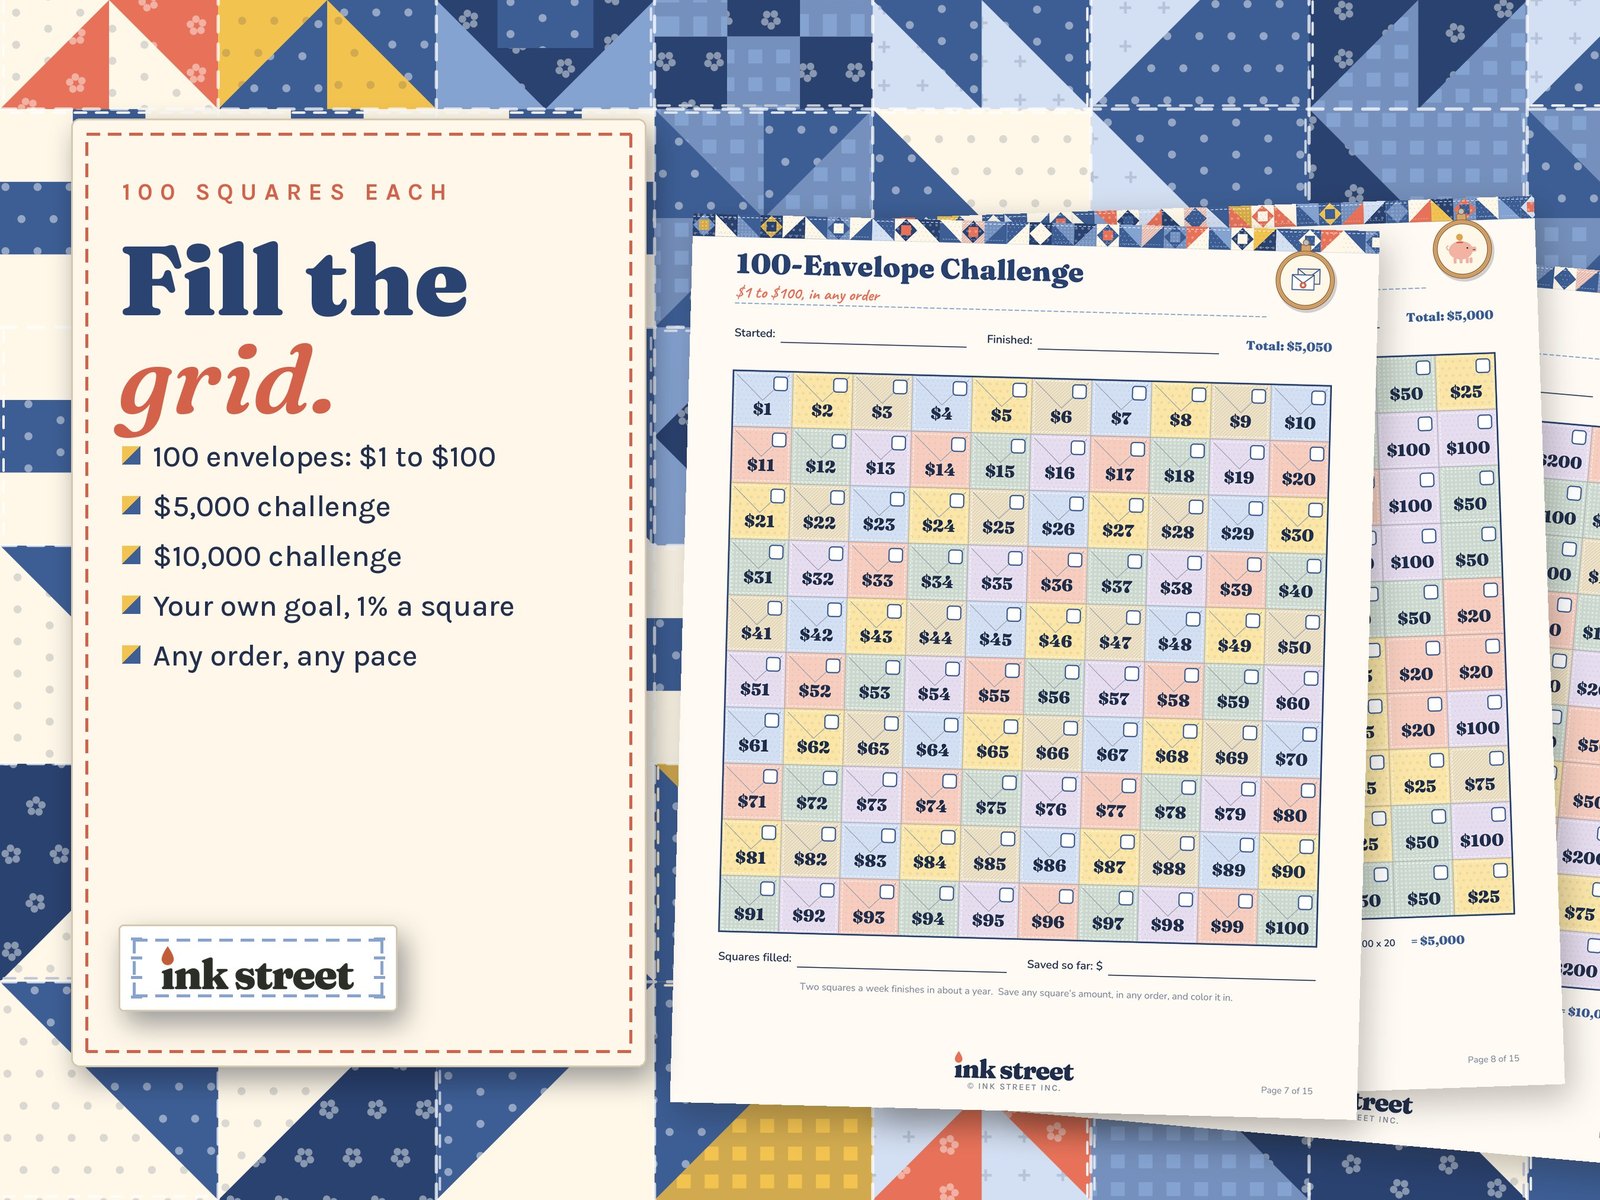 100 SQUARES EACH
Fill the
grid.
100 envelopes: $1 to $100
$5,000 challenge
$10,000 challenge
Your own goal, 1% a square
Any order, any pace
ink street
100-Envelope Challenge
$1 to $100, in any order
Started: Finished: Total: $5,050
$1 $2 $3 $4 $5 $6 $7 $8 $9 $10
$11 $12 $13 $14 $15 $16 $17 $18 $19 $20
$21 $22 $23 $24 $25 $26 $27 $28 $29 $30
$31 $32 $33 $34 $35 $36 $37 $38 $39 $40
$41 $42 $43 $44 $45 $46 $47 $48 $49 $50
$51 $52 $53 $54 $55 $56 $57 $58 $59 $60
$61 $62 $63 $64 $65 $66 $67 $68 $69 $70
$71 $72 $73 $74 $75 $76 $77 $78 $79 $80
$81 $82 $83 $84 $85 $86 $87 $88 $89 $90
$91 $92 $93 $94 $95 $96 $97 $98 $99 $100
Squares filled: Saved so far: $
Two squares a week finishes in about a year. Save any square's amount, in any order, and color it in.
ink street
© INK STREET INC.
Page 7 of 15
Total: $5,000
$50 $25
$100 $100
$100 $50
$100 $50
$50 $20
$20 $20
$20 $100
$25 $75
$50 $100
$50 $25
x 20 = $5,000
Page 8 of 15
$200
$75